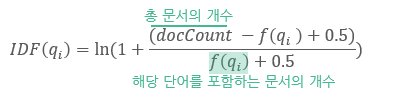 총 문서의 개수
(docCount − f(qᵢ) + 0.5)
IDF(qᵢ) = ln(1 + ─────────────)
f(qᵢ) + 0.5
해당 단어를 포함하는 문서의 개수